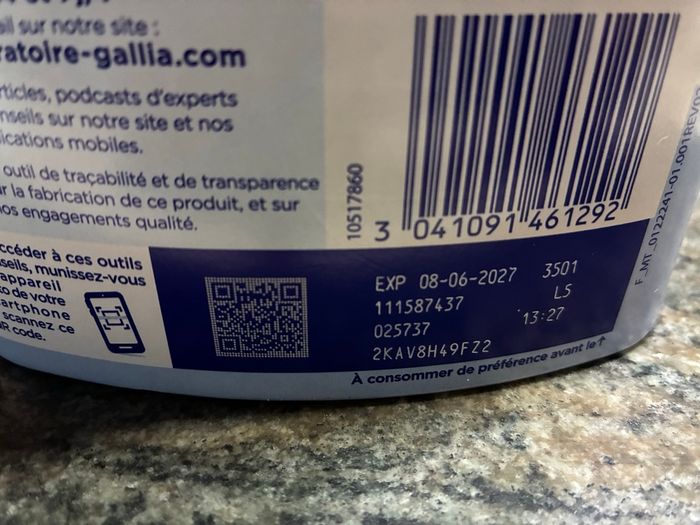 sur notre site :
ratoire-gallia.com
rticles, podcasts d'experts
nseils sur notre site et nos
ications mobiles.
outil de traçabilité et de transparence
r la fabrication de ce produit, et sur
nos engagements qualité.
ccéder à ces outils
seils, munissez-vous
appareil
de votre
artphone
scannez ce
R code.
10517860
3 041091 461292
F_MT_0122241-01.001REV02
EXP 08-06-2027 3501
111587437 L5
025737 13:27
2KAV8H49FZ2
À consommer de préférence avant le↑